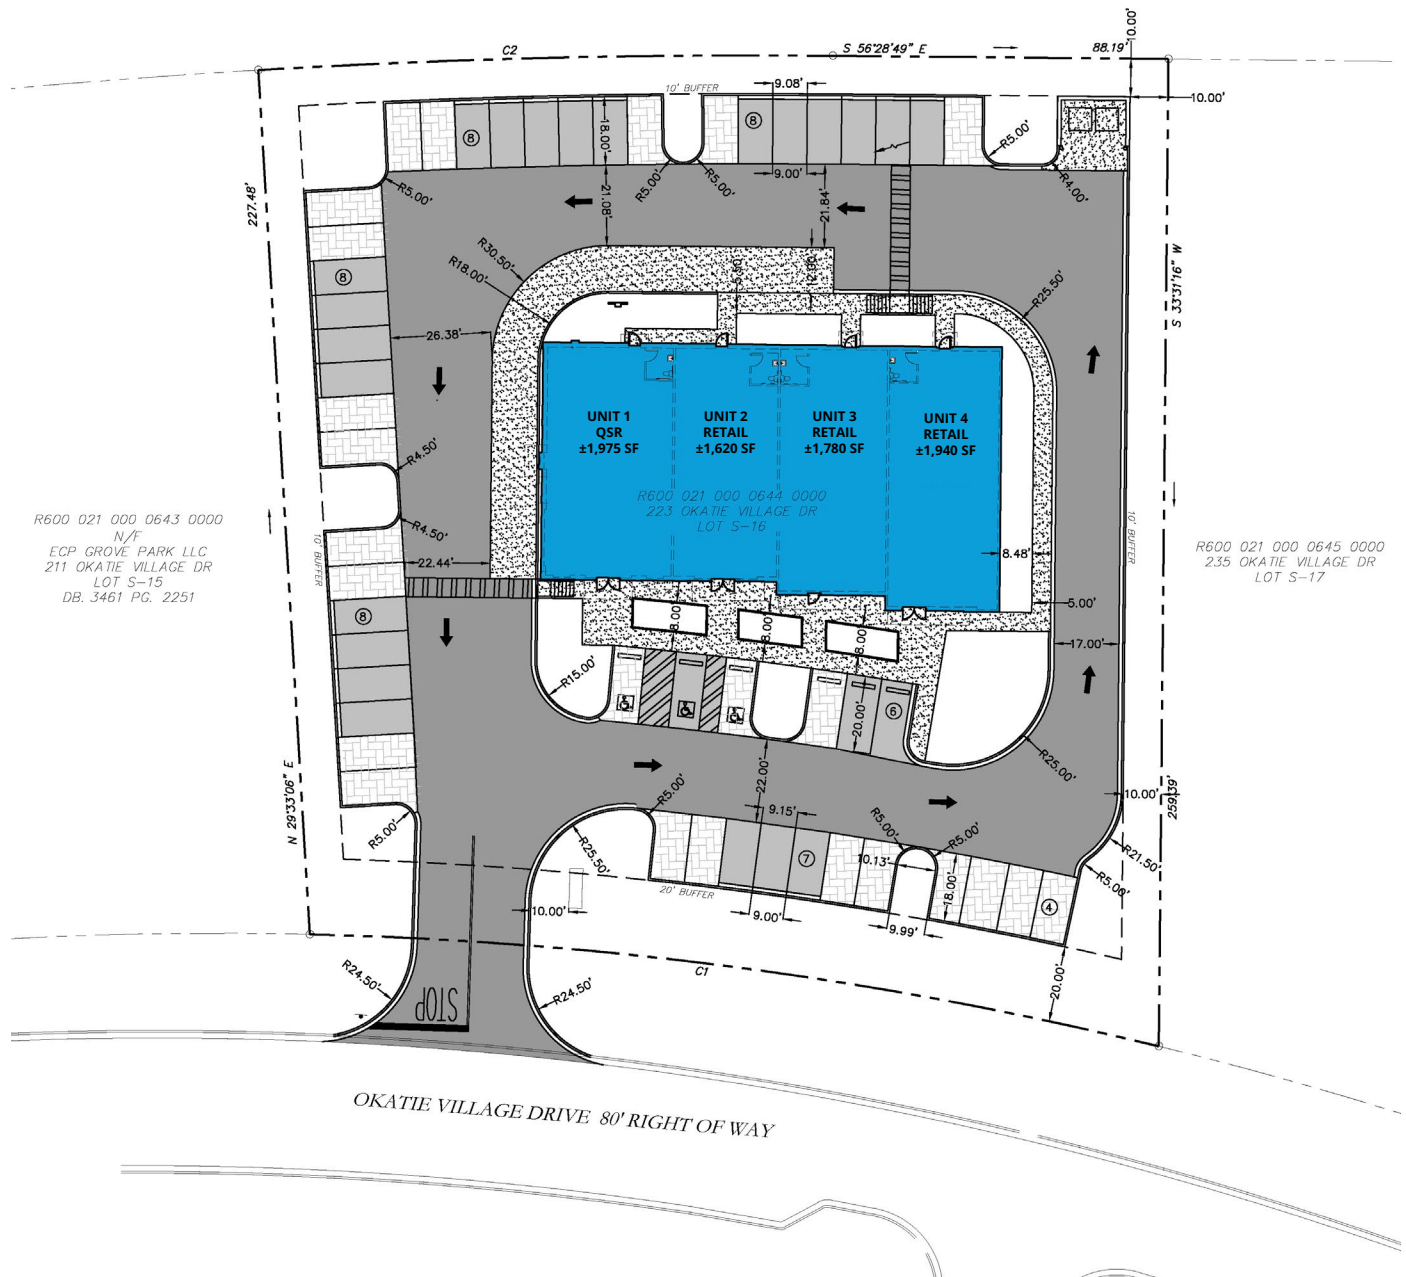 C2
S 56°28'49" E
88.19'
10.00'
10' BUFFER
9.08'
10.00'
8
18.00'
8
R5.00'
227.48'
R5.00'
R5.00'
R5.00'
9.00'
R4.00'
21.08'
21.84'
S 33°31'16" W
R30.50'
R18.00'
8
R25.50'
26.38'
UNIT 1
QSR
±1,975 SF
UNIT 2
RETAIL
±1,620 SF
UNIT 3
RETAIL
±1,780 SF
UNIT 4
RETAIL
±1,940 SF
R4.50'
R600 021 000 0644 0000
223 OKATIE VILLAGE DR
LOT S-16
R600 021 000 0643 0000
N/F
ECP GROVE PARK LLC
211 OKATIE VILLAGE DR
LOT S-15
DB. 3461 PG. 2251
R4.50'
10' BUFFER
22.44'
10' BUFFER
R600 021 000 0645 0000
235 OKATIE VILLAGE DR
LOT S-17
8.48'
5.00'
8
8.00'
8.00'
8.00'
17.00'
R15.00'
20.00'
6
N 29°33'06" E
22.00'
R25.00'
10.00'
259.39'
R5.00'
R5.00'
9.15'
R5.00'
R5.00'
R25.50'
7
10.13'
R21.50'
R5.00'
18.00'
20' BUFFER
10.00'
9.00'
9.99'
4
C1
R24.50'
R24.50'
20.00'
STOP
OKATIE VILLAGE DRIVE 80' RIGHT OF WAY